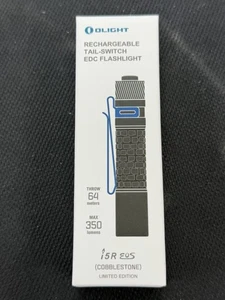 OLIGHT
RECHARGEABLE
TAIL-SWITCH
EDC FLASHLIGHT
THROW
64
meters
MAX
350
lumens
i5R EOS
(COBBLESTONE)
LIMITED EDITION